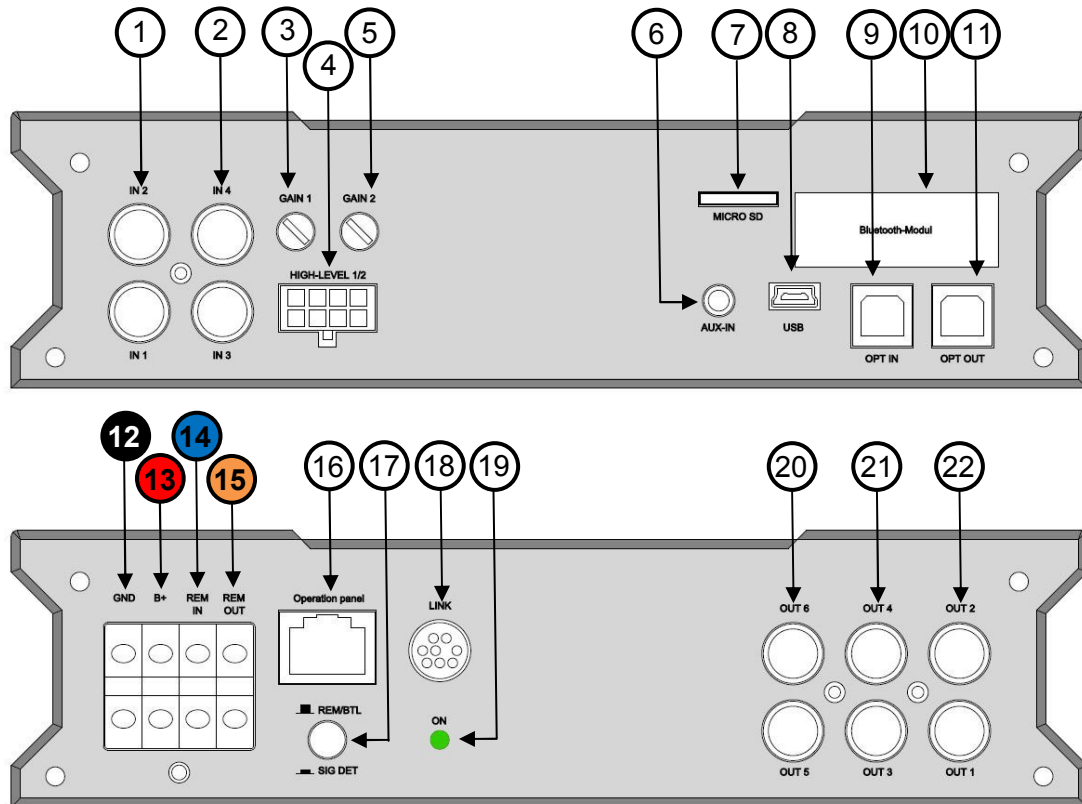 1 2 3 4 5 6 7 8 9 10 11
IN 2 IN 4 GAIN 1 GAIN 2
MICRO SD
Bluetooth-Modul
HIGH-LEVEL 1/2
AUX-IN USB
IN 1 IN 3 OPT IN OPT OUT
12 13 14 15 16 17 18 19 20 21 22
GND B+ REM IN REM OUT
Operation panel
LINK
OUT 6 OUT 4 OUT 2
REM/BTL
ON
SIG DET
OUT 5 OUT 3 OUT 1